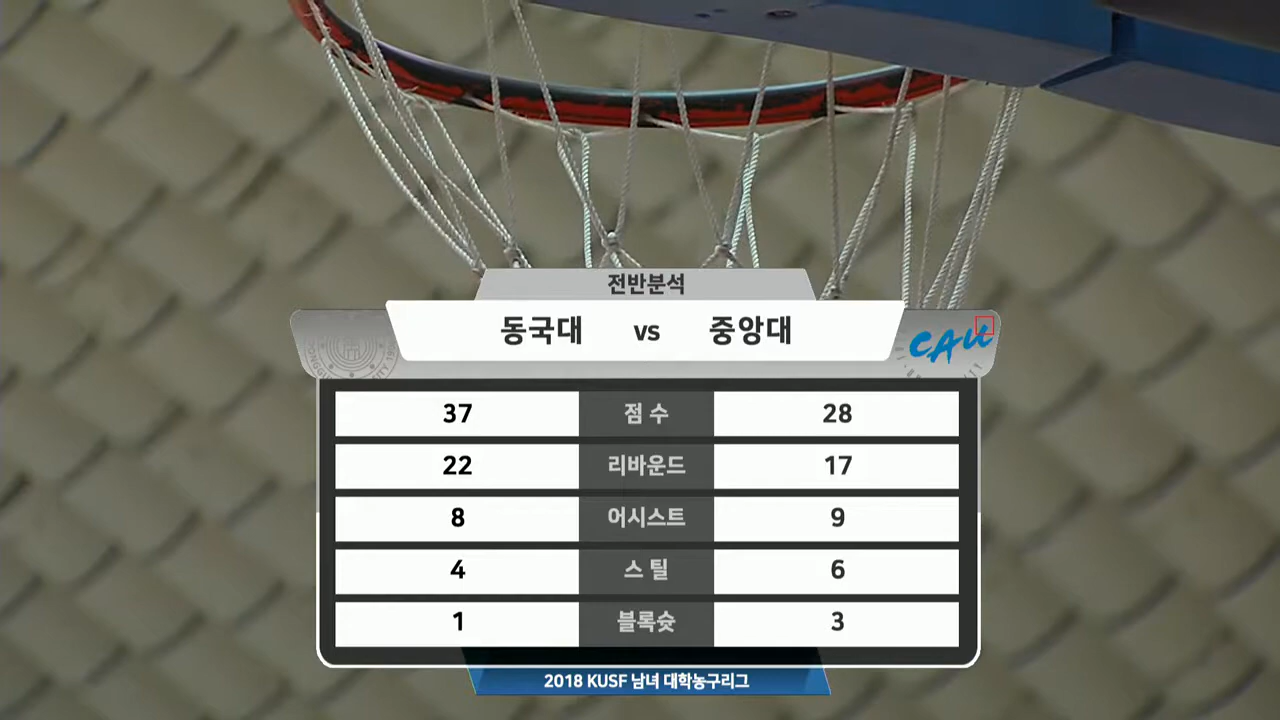 전반분석
동국대 vs 중앙대
CAU
37 점 수 28
22 리바운드 17
8 어시스트 9
4 스 틸 6
1 블록슛 3
2018 KUSF 남녀 대학농구리그